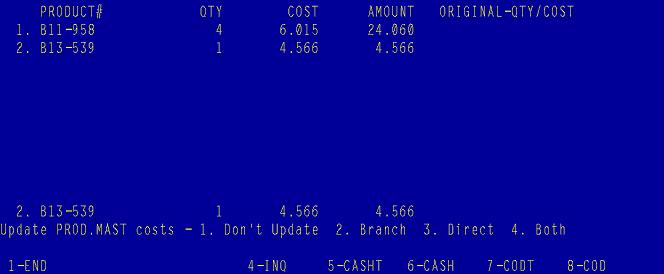 PRODUCT# QTY COST AMOUNT ORIGINAL-QTY/COST
1. B11-958 4 6.015 24.060
2. B13-539 1 4.566 4.566
2. B13-539 1 4.566 4.566
Update PROD.MAST costs - 1. Don't Update 2. Branch 3. Direct 4. Both
1-END 4-INQ 5-CASHT 6-CASH 7-CODT 8-COD